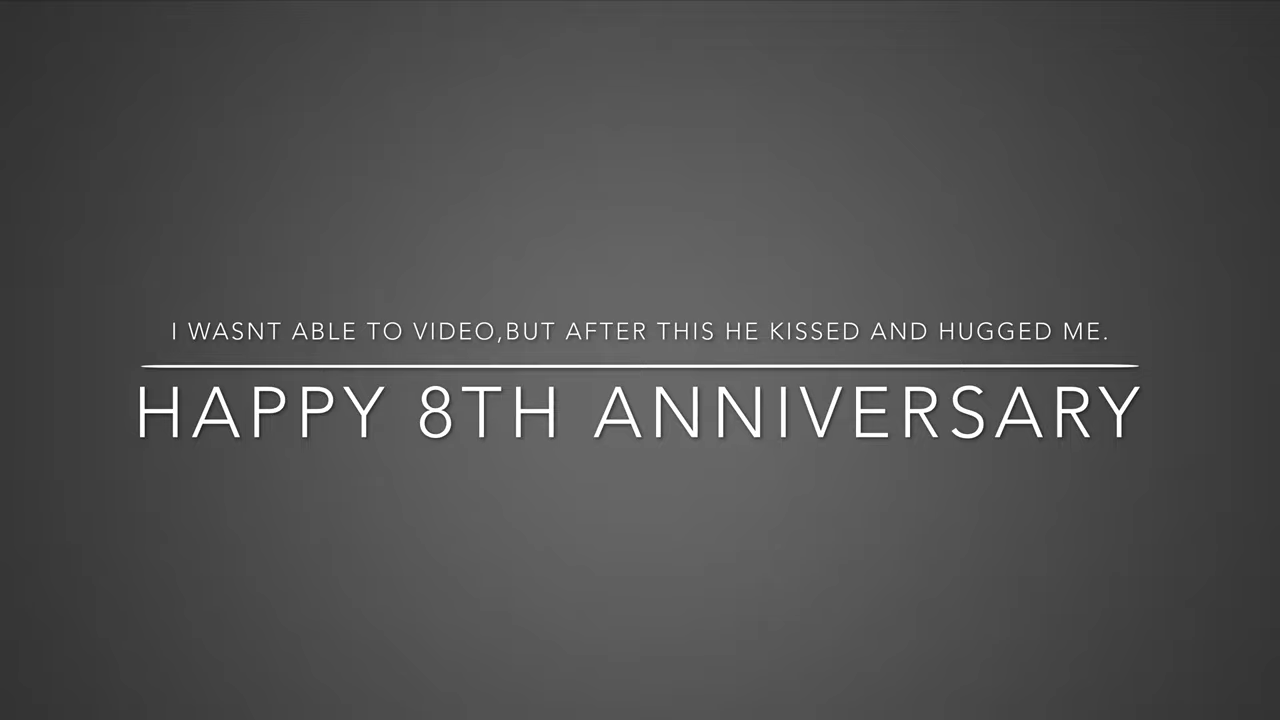 I WASNT ABLE TO VIDEO,BUT AFTER THIS HE KISSED AND HUGGED ME.
HAPPY 8TH ANNIVERSARY